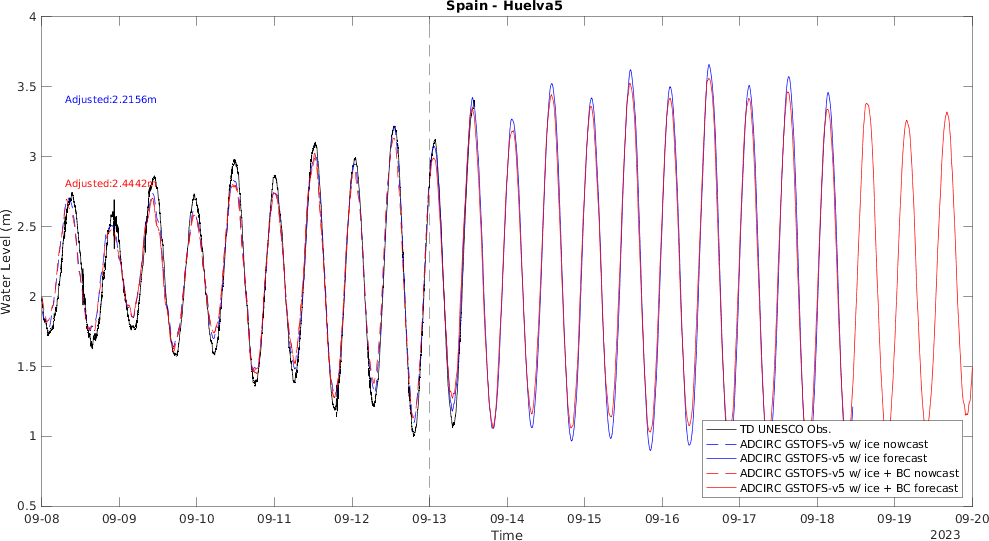 Spain - Huelva5
4
3.5
3
2.5
2
1.5
1
0.5
Water Level (m)
Adjusted:2.2156m
Adjusted:2.4442m
TD UNESCO Obs.
ADCIRC GSTOFS-v5 w/ ice nowcast
ADCIRC GSTOFS-v5 w/ ice forecast
ADCIRC GSTOFS-v5 w/ ice + BC nowcast
ADCIRC GSTOFS-v5 w/ ice + BC forecast
09-08 09-09 09-10 09-11 09-12 09-13 09-14 09-15 09-16 09-17 09-18 09-19 09-20
Time
2023